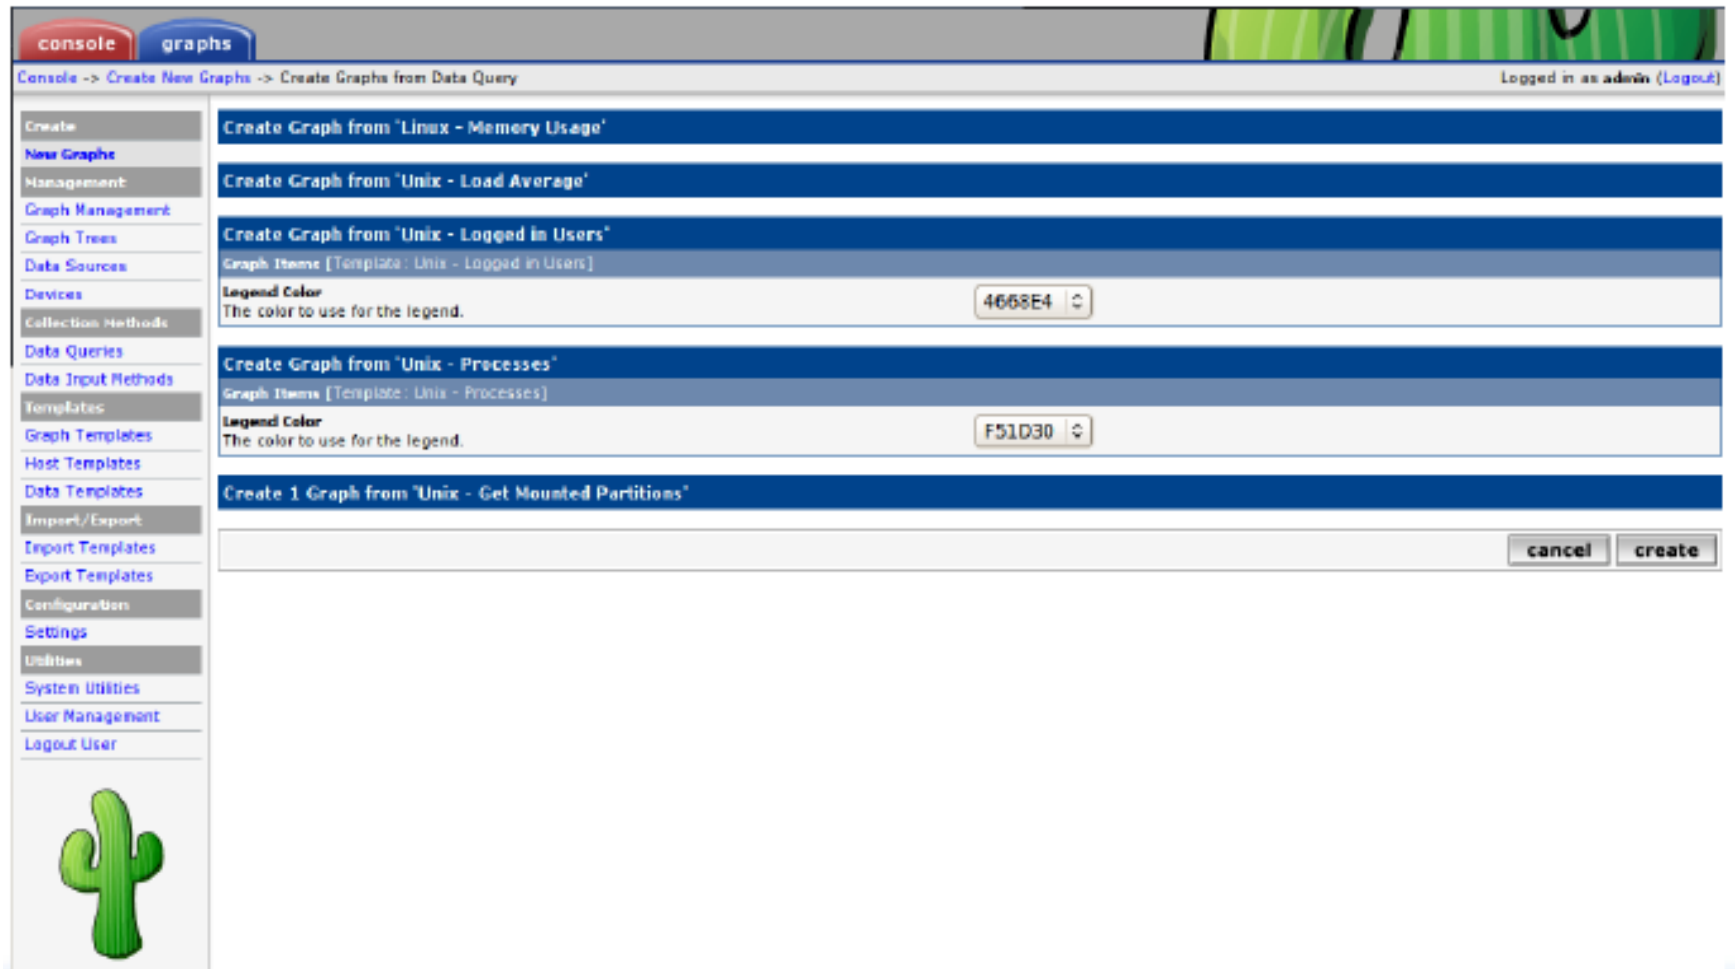 console graphs
Console -> Create New Graphs -> Create Graphs from Data Query
Logged in as admin (Logout)
Create
New Graphs
Management
Graph Management
Graph Trees
Data Sources
Devices
Collection Methods
Data Queries
Data Input Methods
Templates
Graph Templates
Host Templates
Data Templates
Import/Export
Import Templates
Export Templates
Configuration
Settings
Utilities
System Utilities
User Management
Logout User
Create Graph from 'Linux - Memory Usage'
Create Graph from 'Unix - Load Average'
Create Graph from 'Unix - Logged in Users'
Graph Items [Template: Unix - Logged in Users]
Legend Color
The color to use for the legend.
4668E4
Create Graph from 'Unix - Processes'
Graph Items [Template: Unix - Processes]
Legend Color
The color to use for the legend.
F51D30
Create 1 Graph from 'Unix - Get Mounted Partitions'
cancel create